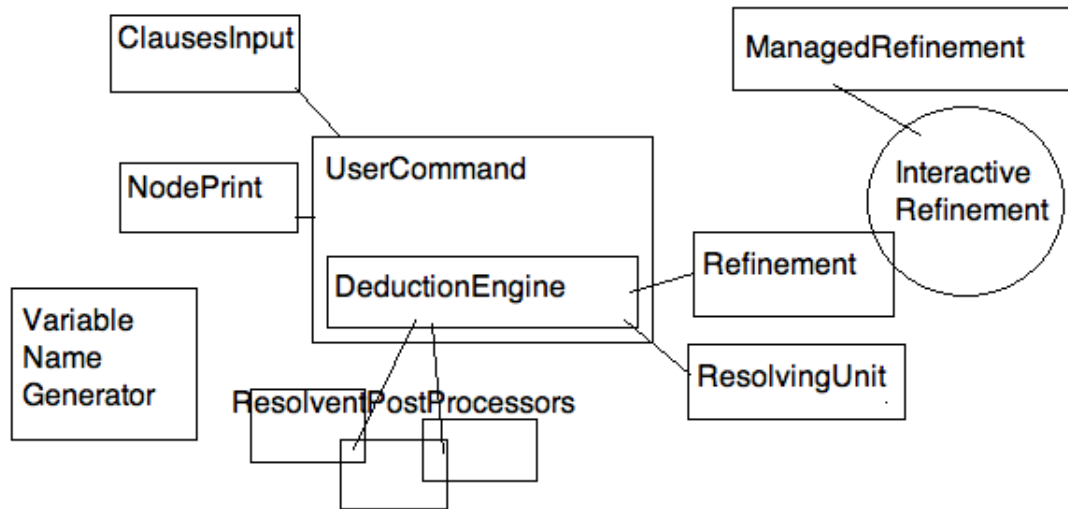 ClausesInput
ManagedRefinement
UserCommand
NodePrint
Interactive
Refinement
Refinement
DeductionEngine
Variable
Name
Generator
ResolvingUnit
ResolventPostProcessors